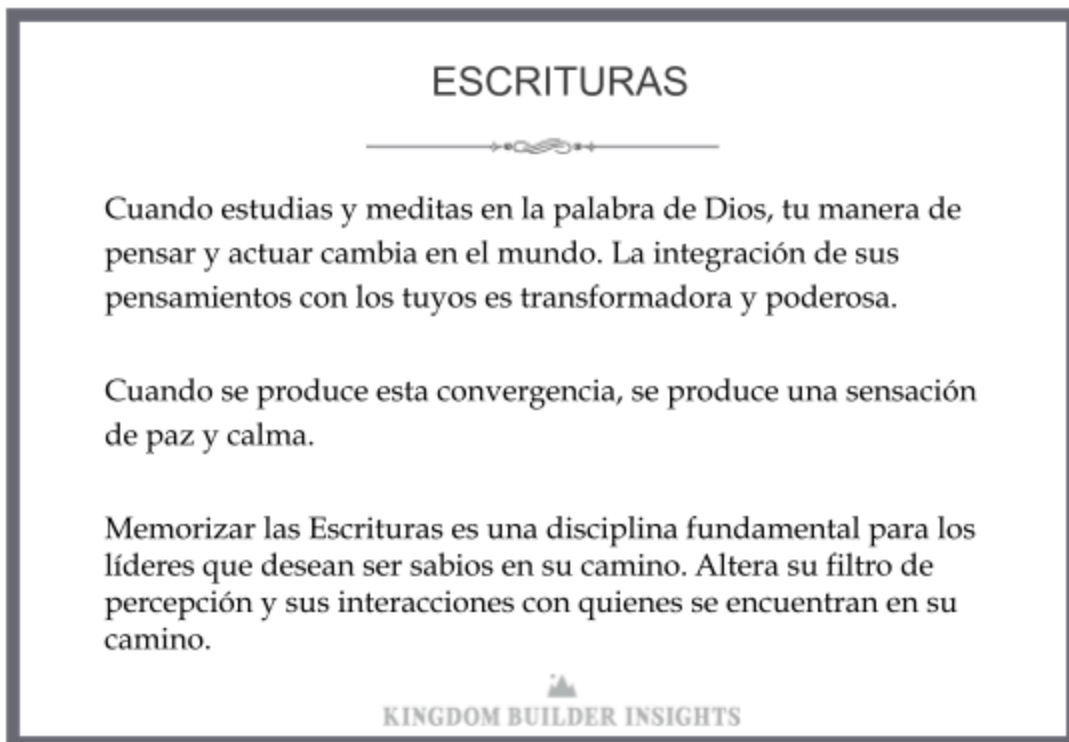 ESCRITURAS
Cuando estudias y meditas en la palabra de Dios, tu manera de
pensar y actuar cambia en el mundo. La integración de sus
pensamientos con los tuyos es transformadora y poderosa.
Cuando se produce esta convergencia, se produce una sensación
de paz y calma.
Memorizar las Escrituras es una disciplina fundamental para los
líderes que desean ser sabios en su camino. Altera su filtro de
percepción y sus interacciones con quienes se encuentran en su
camino.
KINGDOM BUILDER INSIGHTS